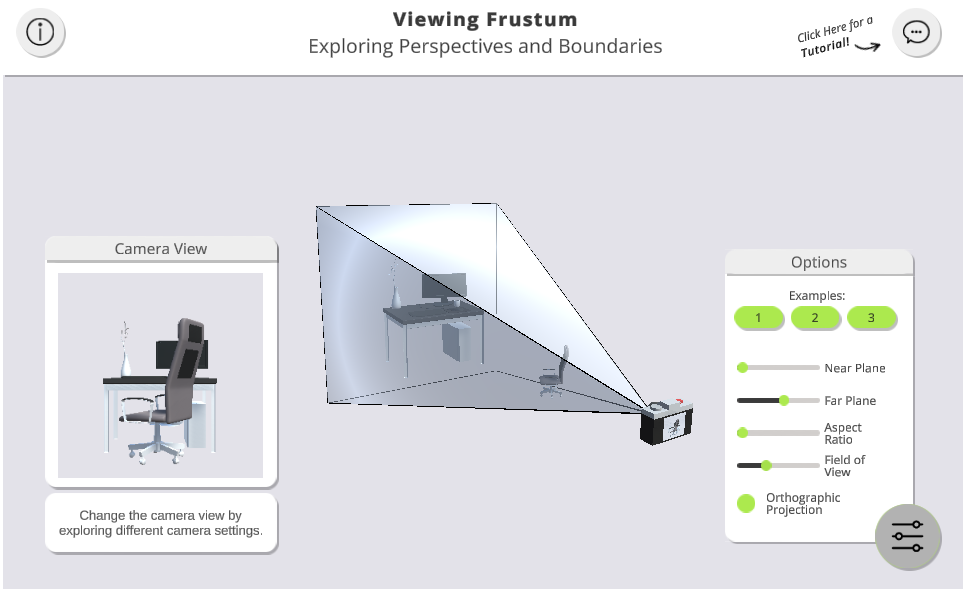 Viewing Frustum
Exploring Perspectives and Boundaries
Click Here for a
Tutorial!
Camera View
Change the camera view by
exploring different camera settings.
Options
Examples:
1 2 3
Near Plane
Far Plane
Aspect
Ratio
Field of
View
Orthographic
Projection